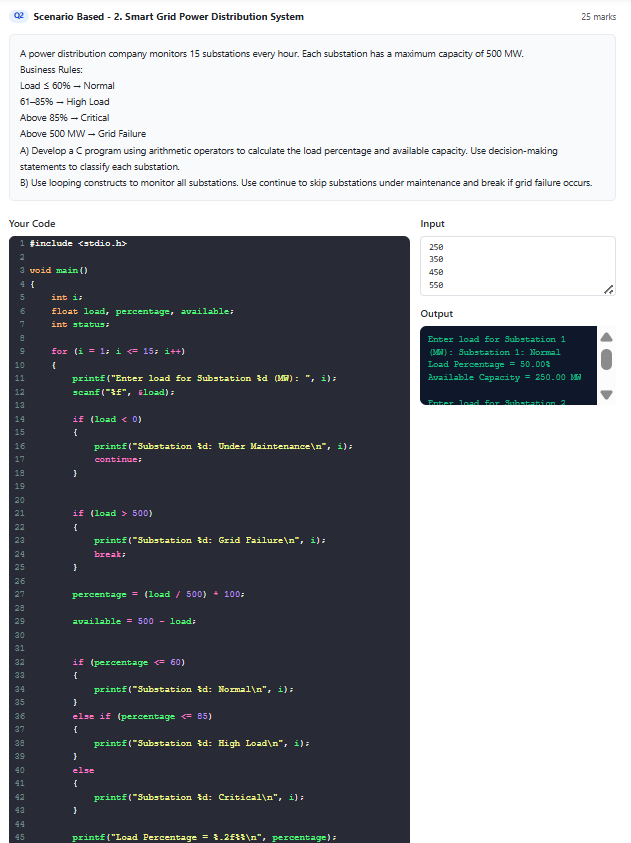 Q2 Scenario Based - 2. Smart Grid Power Distribution System
25 marks
A power distribution company monitors 15 substations every hour. Each substation has a maximum capacity of 500 MW.
Business Rules:
Load ≤ 60% → Normal
61–85% → High Load
Above 85% → Critical
Above 500 MW → Grid Failure
A) Develop a C program using arithmetic operators to calculate the load percentage and available capacity. Use decision-making
statements to classify each substation.
B) Use looping constructs to monitor all substations. Use continue to skip substations under maintenance and break if grid failure occurs.
Your Code
1 #include <stdio.h>
2
3 void main()
4 {
5 int i;
6 float load, percentage, available;
7 int status;
8
9 for (i = 1; i <= 15; i++)
10 {
11 printf("Enter load for Substation %d (MW): ", i);
12 scanf("%f", &load);
13
14 if (load < 0)
15 {
16 printf("Substation %d: Under Maintenance\n", i);
17 continue;
18 }
19
20
21 if (load > 500)
22 {
23 printf("Substation %d: Grid Failure\n", i);
24 break;
25 }
26
27 percentage = (load / 500) * 100;
28
29 available = 500 - load;
30
31
32 if (percentage <= 60)
33 {
34 printf("Substation %d: Normal\n", i);
35 }
36 else if (percentage <= 85)
37 {
38 printf("Substation %d: High Load\n", i);
39 }
40 else
41 {
42 printf("Substation %d: Critical\n", i);
43 }
44
45 printf("Load Percentage = %.2f%%\n", percentage);
Input
250
350
450
550
Output
Enter load for Substation 1
(MW): Substation 1: Normal
Load Percentage = 50.00%
Available Capacity = 250.00 MW
Enter load for Substation 2